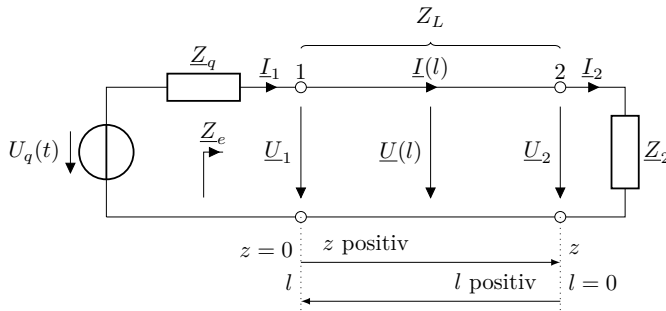 Z_L
Z_q I_1 1 I(l) 2 I_2
U_q(t) Z_e U_1 U(l) U_2 Z_2
z = 0 z positiv z
l l positiv l = 0